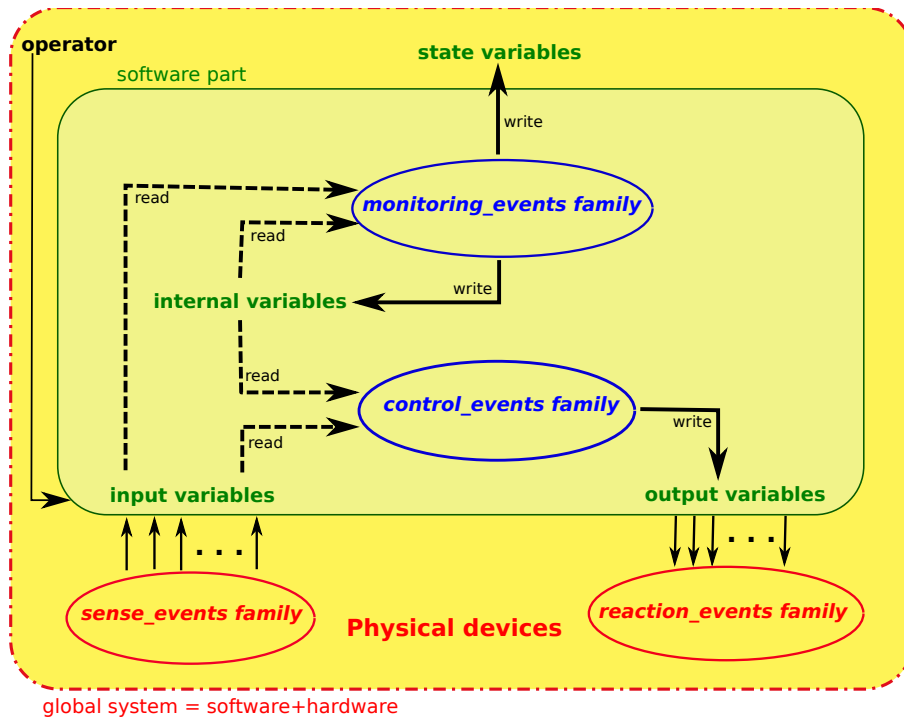 operator
state variables
software part
write
read
monitoring_events family
read
write
internal variables
read
control_events family
write
read
input variables
output variables
. . .
. . .
sense_events family
reaction_events family
Physical devices
global system = software+hardware